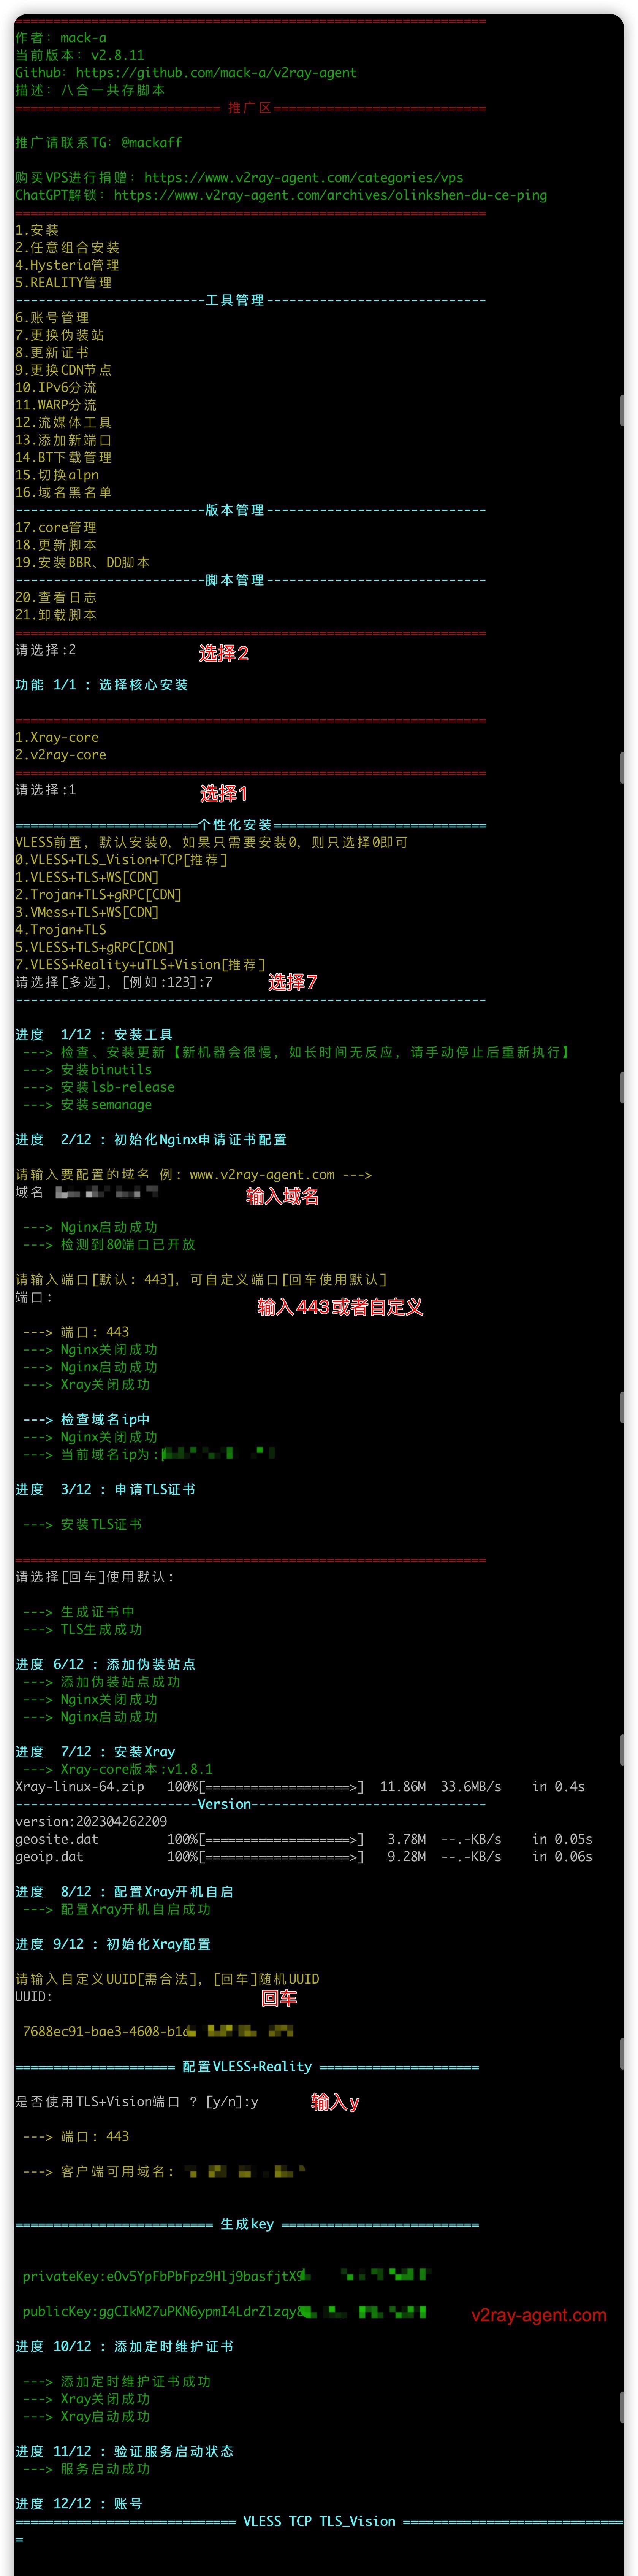 ==============================================================
作者：mack-a
当前版本：v2.8.11
Github：https://github.com/mack-a/v2ray-agent
描述：八合一共存脚本
=========================== 推广区============================
推广请联系TG：@mackaff
购买VPS进行捐赠：https://www.v2ray-agent.com/categories/vps
ChatGPT解锁：https://www.v2ray-agent.com/archives/olinkshen-du-ce-ping
==============================================================
1.安装
2.任意组合安装
4.Hysteria管理
5.REALITY管理
-------------------------工具管理-----------------------------
6.账号管理
7.更换伪装站
8.更新证书
9.更换CDN节点
10.IPv6分流
11.WARP分流
12.流媒体工具
13.添加新端口
14.BT下载管理
15.切换alpn
16.域名黑名单
-------------------------版本管理-----------------------------
17.core管理
18.更新脚本
19.安装BBR、DD脚本
-------------------------脚本管理-----------------------------
20.查看日志
21.卸载脚本
==============================================================
请选择:2 选择2
功能 1/1 : 选择核心安装
==============================================================
1.Xray-core
2.v2ray-core
==============================================================
请选择:1 选择1
========================个性化安装============================
VLESS前置，默认安装0，如果只需要安装0，则只选择0即可
0.VLESS+TLS_Vision+TCP[推荐]
1.VLESS+TLS+WS[CDN]
2.Trojan+TLS+gRPC[CDN]
3.VMess+TLS+WS[CDN]
4.Trojan+TLS
5.VLESS+TLS+gRPC[CDN]
7.VLESS+Reality+uTLS+Vision[推荐]
请选择[多选]，[例如:123]:7 选择7
--------------------------------------------------------------
进度  1/12 : 安装工具
---> 检查、安装更新【新机器会很慢，如长时间无反应，请手动停止后重新执行】
---> 安装binutils
---> 安装lsb-release
---> 安装semanage
进度  2/12 : 初始化Nginx申请证书配置
请输入要配置的域名 例: www.v2ray-agent.com --->
域名 输入域名
---> Nginx启动成功
---> 检测到80端口已开放
请输入端口[默认: 443]，可自定义端口[回车使用默认]
端口: 输入443或者自定义
---> 端口: 443
---> Nginx关闭成功
---> Nginx启动成功
---> Xray关闭成功
---> 检查域名ip中
---> Nginx关闭成功
---> 当前域名ip为:
进度  3/12 : 申请TLS证书
---> 安装TLS证书
==============================================================
请选择[回车]使用默认:
---> 生成证书中
---> TLS生成成功
进度 6/12 : 添加伪装站点
---> 添加伪装站点成功
---> Nginx关闭成功
---> Nginx启动成功
进度  7/12 : 安装Xray
---> Xray-core版本:v1.8.1
Xray-linux-64.zip   100%[===================>]  11.86M  33.6MB/s    in 0.4s
------------------------Version-------------------------------
version:202304262209
geosite.dat         100%[===================>]   3.78M  --.-KB/s    in 0.05s
geoip.dat           100%[===================>]   9.28M  --.-KB/s    in 0.06s
进度  8/12 : 配置Xray开机自启
---> 配置Xray开机自启成功
进度 9/12 : 初始化Xray配置
请输入自定义UUID[需合法]，[回车]随机UUID
UUID: 回车
7688ec91-bae3-4608-b1
===================== 配置VLESS+Reality =====================
是否使用TLS+Vision端口 ？[y/n]:y 输入y
---> 端口: 443
---> 客户端可用域名:
========================== 生成key ==========================
privateKey:eOv5YpFbPbFpz9Hlj9basfjtX9
publicKey:ggCIkM27uPKN6ypmI4LdrZlzqy8
v2ray-agent.com
进度 10/12 : 添加定时维护证书
---> 添加定时维护证书成功
---> Xray关闭成功
---> Xray启动成功
进度 11/12 : 验证服务启动状态
---> 服务启动成功
进度 12/12 : 账号
============================= VLESS TCP TLS_Vision =============================
=